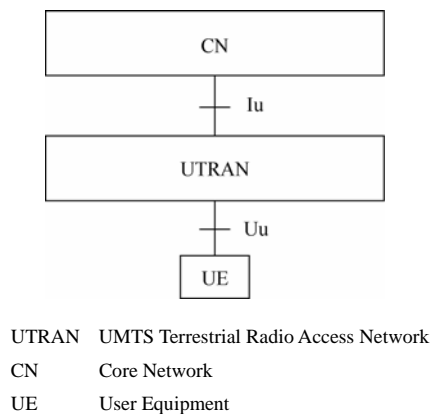 CN
Iu
UTRAN
Uu
UE
UTRAN UMTS Terrestrial Radio Access Network
CN Core Network
UE User Equipment